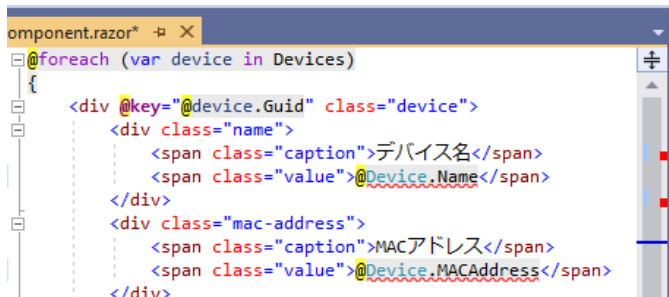 omponent.razor*
@foreach (var device in Devices)
{
<div @key="@device.Guid" class="device">
<div class="name">
<span class="caption">デバイス名</span>
<span class="value">@Device.Name</span>
</div>
<div class="mac-address">
<span class="caption">MACアドレス</span>
<span class="value">@Device.MACAddress</span>
</div>